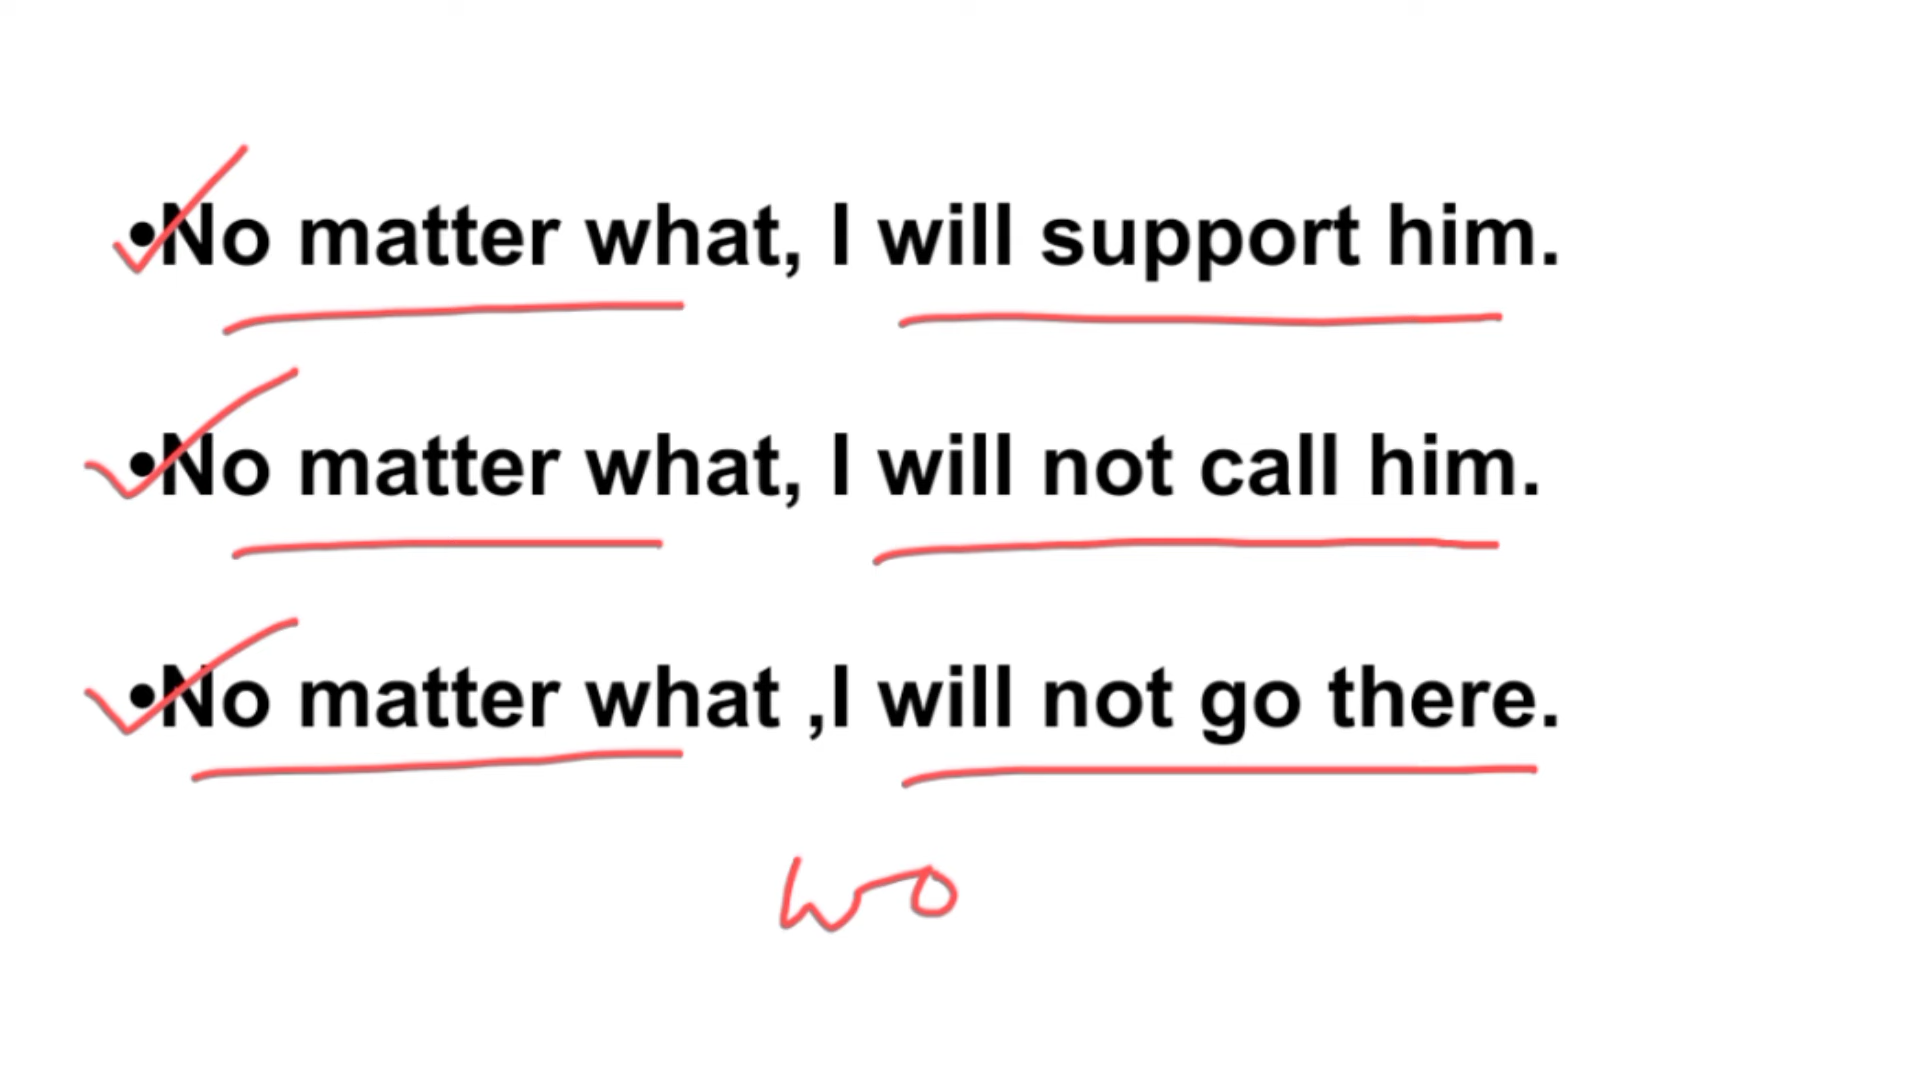 •No matter what, I will support him.
•No matter what, I will not call him.
•No matter what ,I will not go there.
wo